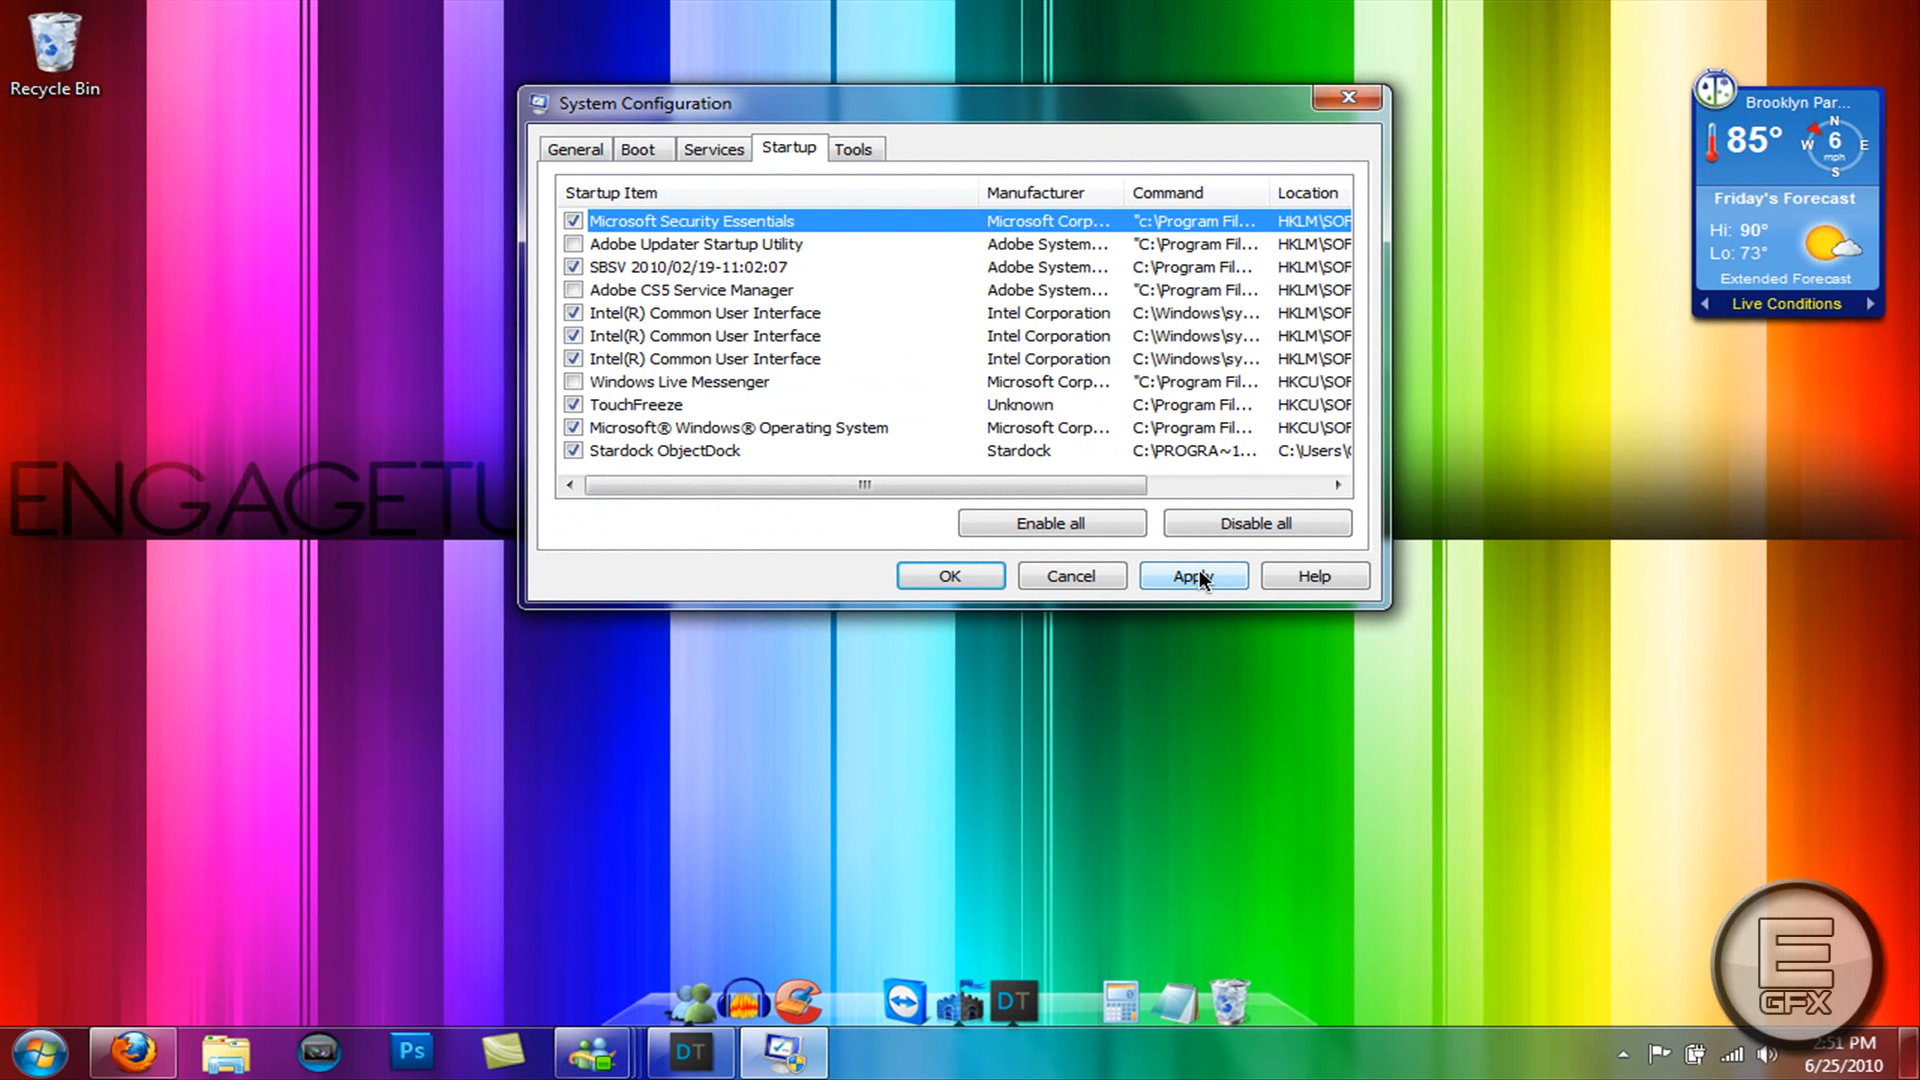 Recycle Bin
System Configuration
General Boot Services Startup Tools
Startup Item Manufacturer Command Location
Microsoft Security Essentials Microsoft Corp... "c:\Program Fil... HKLM\SOF
Adobe Updater Startup Utility Adobe System... "C:\Program Fil... HKLM\SOF
SBSV 2010/02/19-11:02:07 Adobe System... C:\Program Fil... HKLM\SOF
Adobe CS5 Service Manager Adobe System... "C:\Program Fil... HKLM\SOF
Intel(R) Common User Interface Intel Corporation C:\Windows\sy... HKLM\SOF
Intel(R) Common User Interface Intel Corporation C:\Windows\sy... HKLM\SOF
Intel(R) Common User Interface Intel Corporation C:\Windows\sy... HKLM\SOF
Windows Live Messenger Microsoft Corp... "C:\Program Fil... HKCU\SOF
TouchFreeze Unknown C:\Program Fil... HKCU\SOF
Microsoft® Windows® Operating System Microsoft Corp... C:\Program Fil... HKCU\SOF
Stardock ObjectDock Stardock C:\PROGRA~1... C:\Users\
Enable all Disable all
OK Cancel Apply Help
Brooklyn Par...
85°
N
W 6 E
mph
S
Friday's Forecast
Hi: 90°
Lo: 73°
Extended Forecast
Live Conditions
ENGAGETU
DT
E
GFX
Ps
DT
2:51 PM
6/25/2010